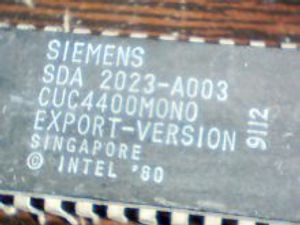 SIEMENS
SDA 2023-A003
CUC4400MONO
EXPORT-VERSION
SINGAPORE
© INTEL '80
9112